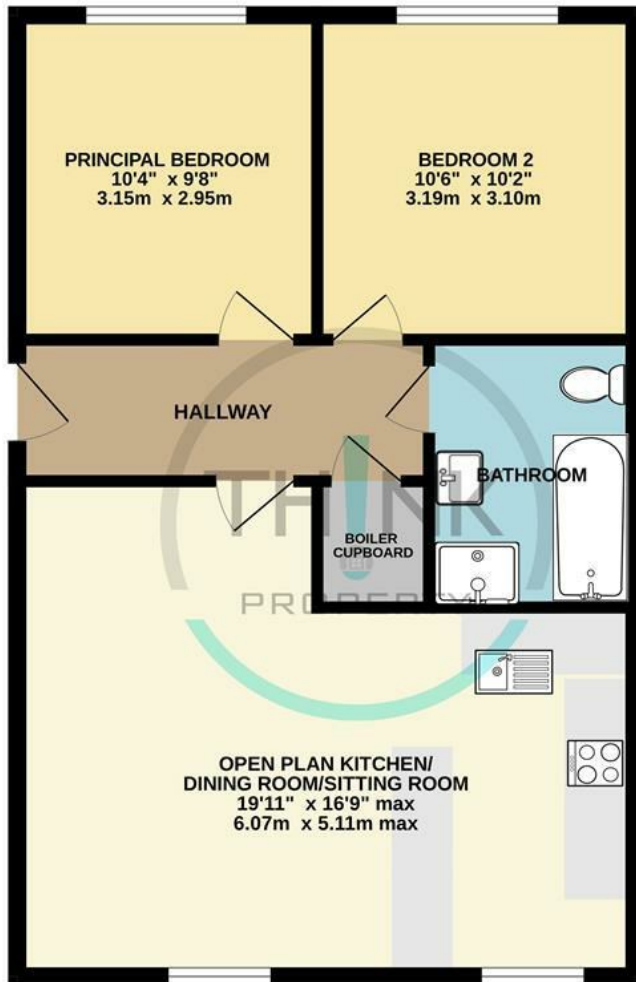 PRINCIPAL BEDROOM
10'4" x 9'8"
3.15m x 2.95m
BEDROOM 2
10'6" x 10'2"
3.19m x 3.10m
HALLWAY
BATHROOM
THINK
BOILER
CUPBOARD
PROPERTY
OPEN PLAN KITCHEN/
DINING ROOM/SITTING ROOM
19'11" x 16'9" max
6.07m x 5.11m max